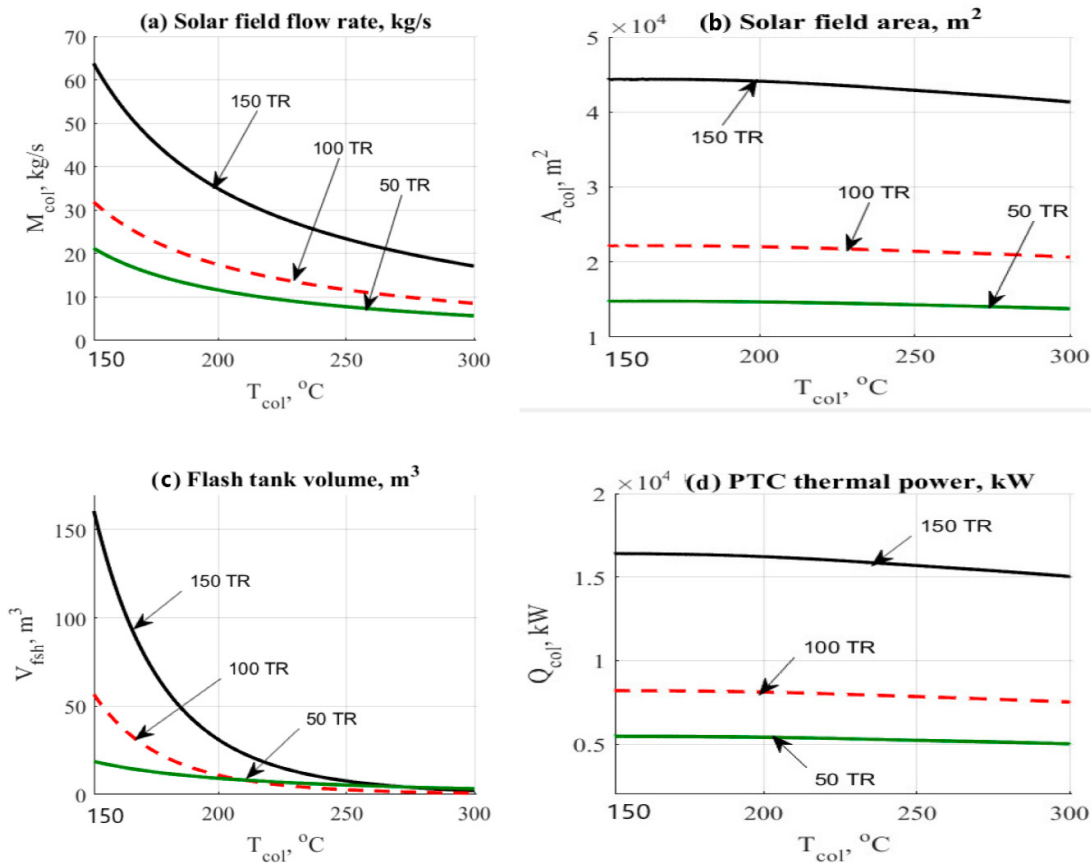 (a) Solar field flow rate, kg/s
70
60
50
40
30
20
10
0
M_col, kg/s
150 TR
100 TR
50 TR
150
200
250
300
T_col, °C
×10⁴
(b) Solar field area, m²
5
4
3
2
1
A_col, m²
150 TR
100 TR
50 TR
150
200
250
300
T_col, °C
(c) Flash tank volume, m³
150
100
50
0
V_fsh, m³
150 TR
100 TR
50 TR
150
200
250
300
T_col, °C
×10⁴
(d) PTC thermal power, kW
2
1.5
1
0.5
Q_col, kW
150 TR
100 TR
50 TR
150
200
250
300
T_col, °C